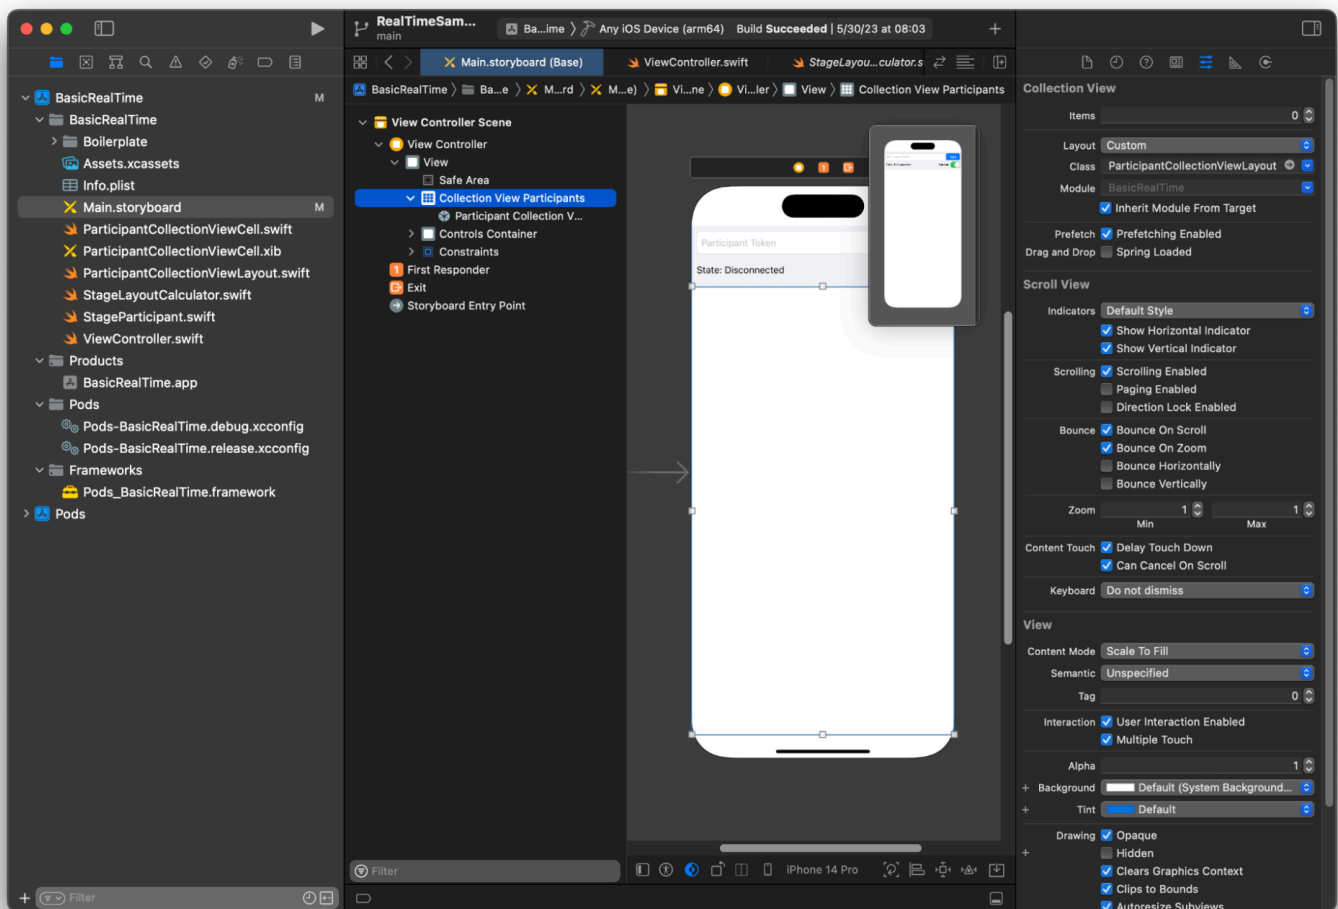 RealTimeSam...
main
Ba...ime
Any iOS Device (arm64)
Build Succeeded | 5/30/23 at 08:03
Main.storyboard (Base)
ViewController.swift
StageLayou...culator.s
BasicRealTime
Ba...e
M...rd
M...e)
Vi...ne
Vi...ler
View
Collection View Participants
BasicRealTime
M
BasicRealTime
Boilerplate
Assets.xcassets
Info.plist
Main.storyboard
M
ParticipantCollectionViewCell.swift
ParticipantCollectionViewCell.xib
ParticipantCollectionViewLayout.swift
StageLayoutCalculator.swift
StageParticipant.swift
ViewController.swift
Products
BasicRealTime.app
Pods
Pods-BasicRealTime.debug.xcconfig
Pods-BasicRealTime.release.xcconfig
Frameworks
Pods_BasicRealTime.framework
Pods
Filter
View Controller Scene
View Controller
View
Safe Area
Collection View Participants
Participant Collection V...
Controls Container
Constraints
1 First Responder
Exit
Storyboard Entry Point
Filter
1
Participant Token
State: Disconnected
iPhone 14 Pro
Collection View
Items 0
Layout Custom
Class ParticipantCollectionViewLayout
Module BasicRealTime
Inherit Module From Target
Prefetch Prefetching Enabled
Drag and Drop Spring Loaded
Scroll View
Indicators Default Style
Show Horizontal Indicator
Show Vertical Indicator
Scrolling Scrolling Enabled
Paging Enabled
Direction Lock Enabled
Bounce Bounce On Scroll
Bounce On Zoom
Bounce Horizontally
Bounce Vertically
Zoom 1 1
Min Max
Content Touch Delay Touch Down
Can Cancel On Scroll
Keyboard Do not dismiss
View
Content Mode Scale To Fill
Semantic Unspecified
Tag 0
Interaction User Interaction Enabled
Multiple Touch
Alpha 1
+ Background Default (System Background...
+ Tint Default
Drawing Opaque
+ Hidden
Clears Graphics Context
Clips to Bounds
Autoresize Subviews